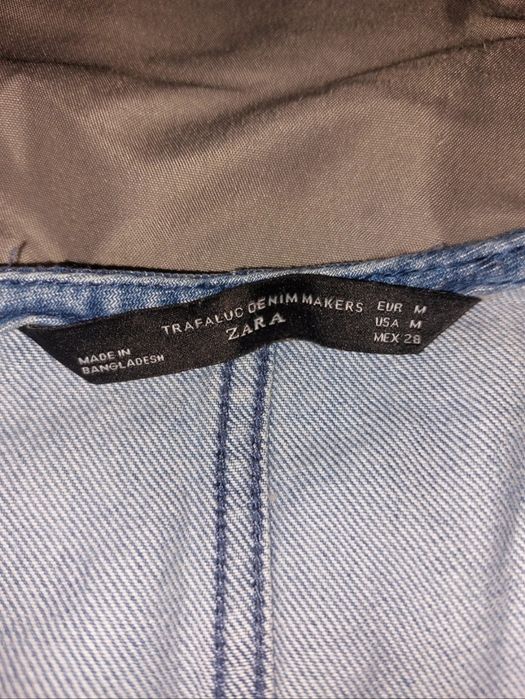 TRAFALUC DENIM MAKERS
ZARA
EUR M
USA M
MEX 28
MADE IN
BANGLADESH